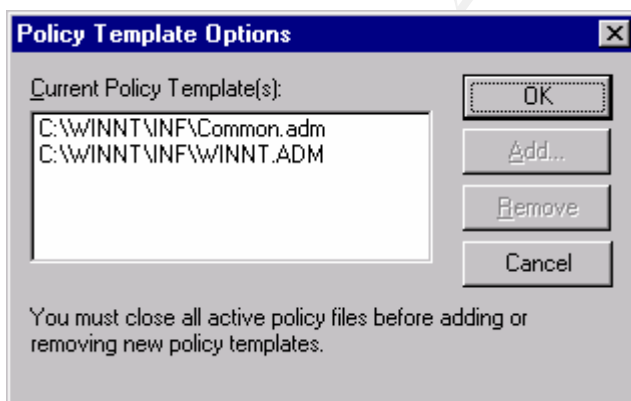 Policy Template Options
Current Policy Template(s):
C:\WINNT\INF\Common.adm
C:\WINNT\INF\WINNT.ADM
OK
Add...
Remove
Cancel
You must close all active policy files before adding or
removing new policy templates.